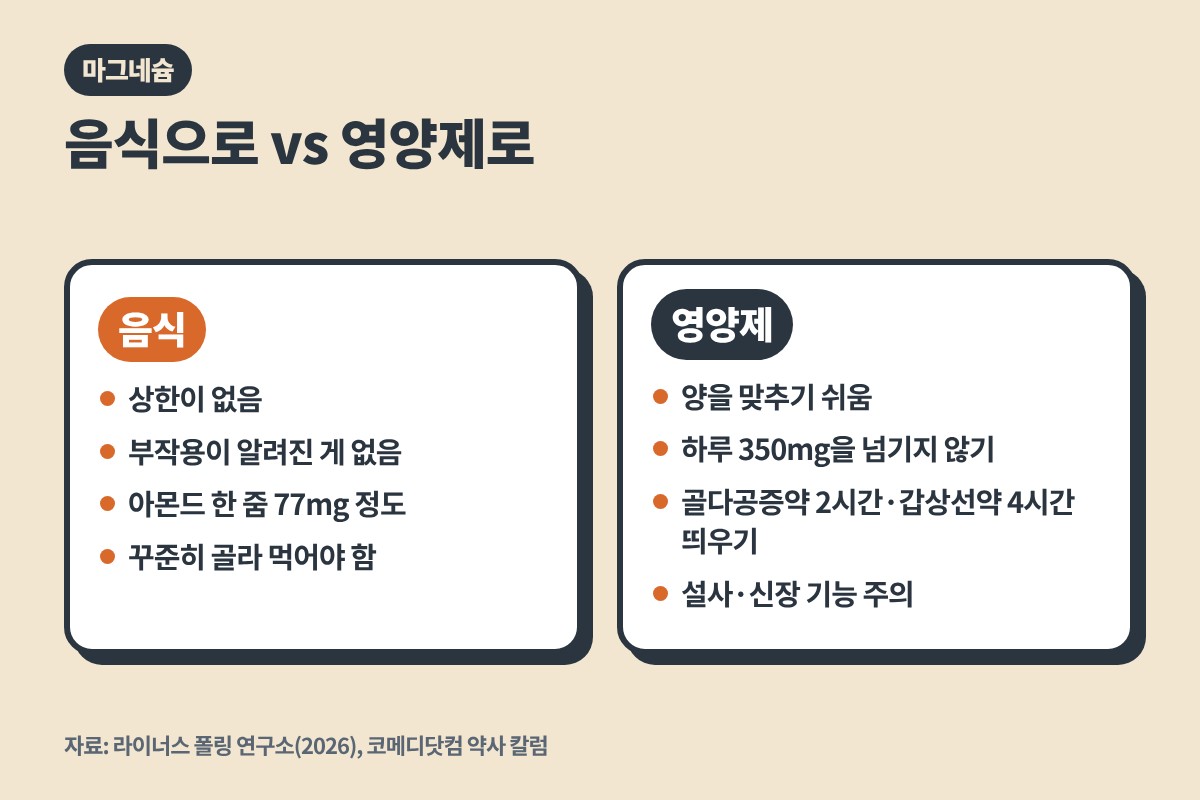 마그네슘
음식으로 vs 영양제로
음식
상한이 없음
부작용이 알려진 게 없음
아몬드 한 줌 77mg 정도
꾸준히 골라 먹어야 함
영양제
양을 맞추기 쉬움
하루 350mg을 넘기지 않기
골다공증약 2시간·갑상선약 4시간
띄우기
설사·신장 기능 주의
자료: 라이너스 폴링 연구소(2026), 코메디닷컴 약사 칼럼